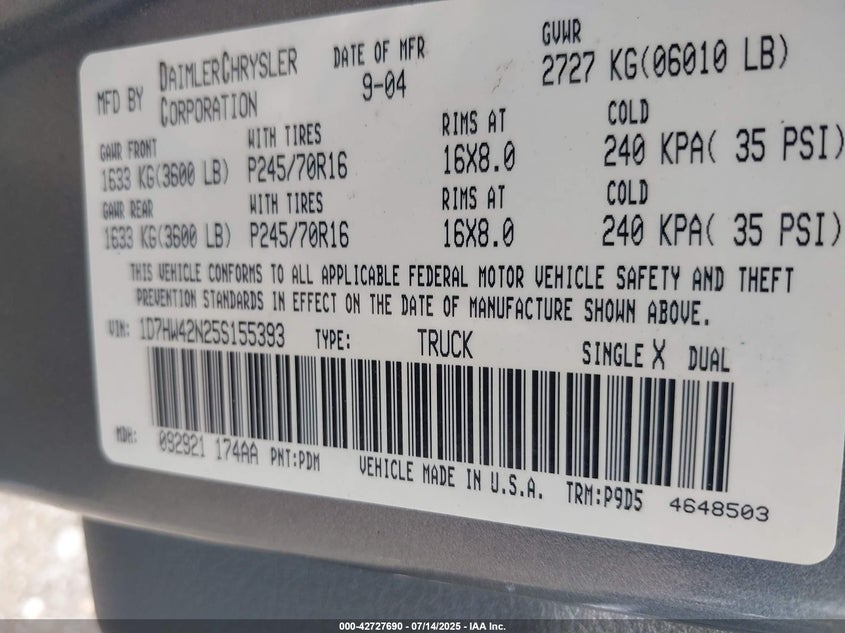 MFD BY DAIMLERCHRYSLER CORPORATION DATE OF MFR 9-04 GVWR 2727 KG(06010 LB)
GAWR FRONT WITH TIRES RIMS AT COLD
1633 KG(3600 LB) P245/70R16 16X8.0 240 KPA( 35 PSI)
GAWR REAR WITH TIRES RIMS AT COLD
1633 KG(3600 LB) P245/70R16 16X8.0 240 KPA( 35 PSI)
THIS VEHICLE CONFORMS TO ALL APPLICABLE FEDERAL MOTOR VEHICLE SAFETY AND THEFT
PREVENTION STANDARDS IN EFFECT ON THE DATE OF MANUFACTURE SHOWN ABOVE.
VIN: 1D7HW42N25S155393 TYPE: TRUCK SINGLE X DUAL
MDH: 092921 174AA PNT:PDM VEHICLE MADE IN U.S.A. TRM:P9D5 4648503
000-42727690 - 07/14/2025 - IAA Inc.